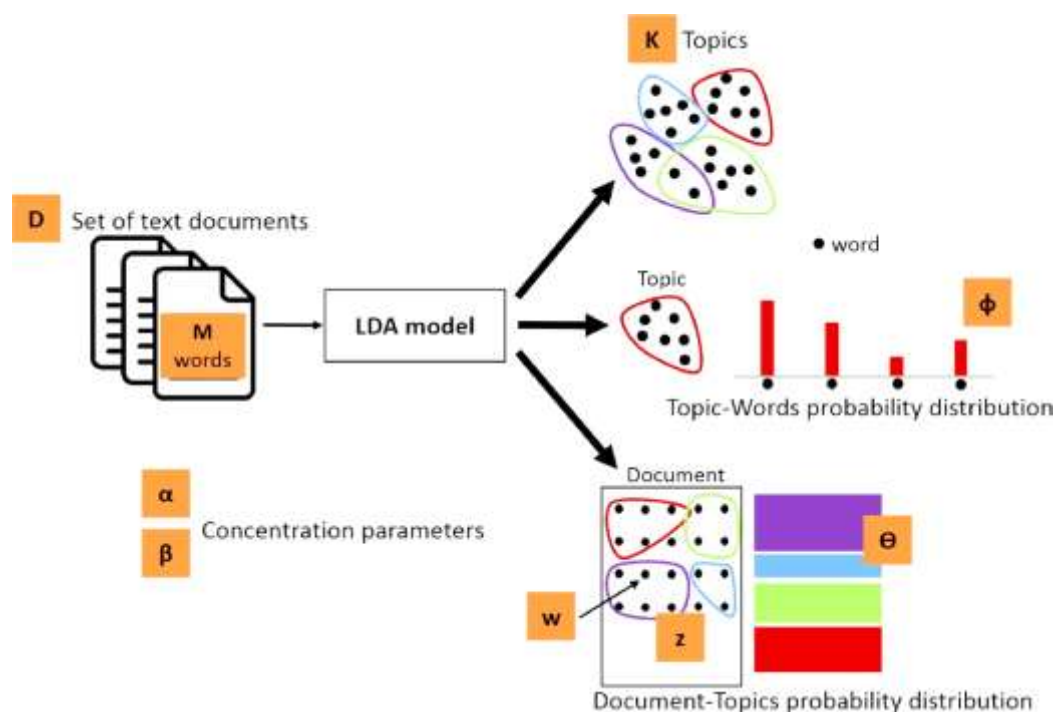 K Topics
D Set of text documents
M
words
LDA model
word
Topic
ϕ
Topic-Words probability distribution
α
β
Concentration parameters
Document
Θ
w
z
Document-Topics probability distribution